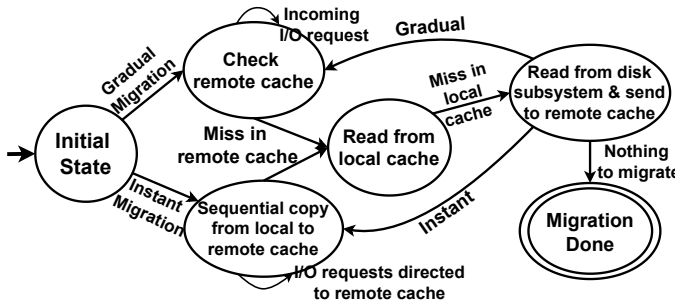 Incoming
I/O request
Check
remote cache
Gradual
Gradual
Migration
Miss in
local
cache
Read from disk
subsystem & send
to remote cache
Initial
State
Miss in
remote cache
Read from
local cache
Nothing
to migrate
Instant
Migration
Sequential copy
from local to
remote cache
Instant
Migration
Done
I/O requests directed
to remote cache